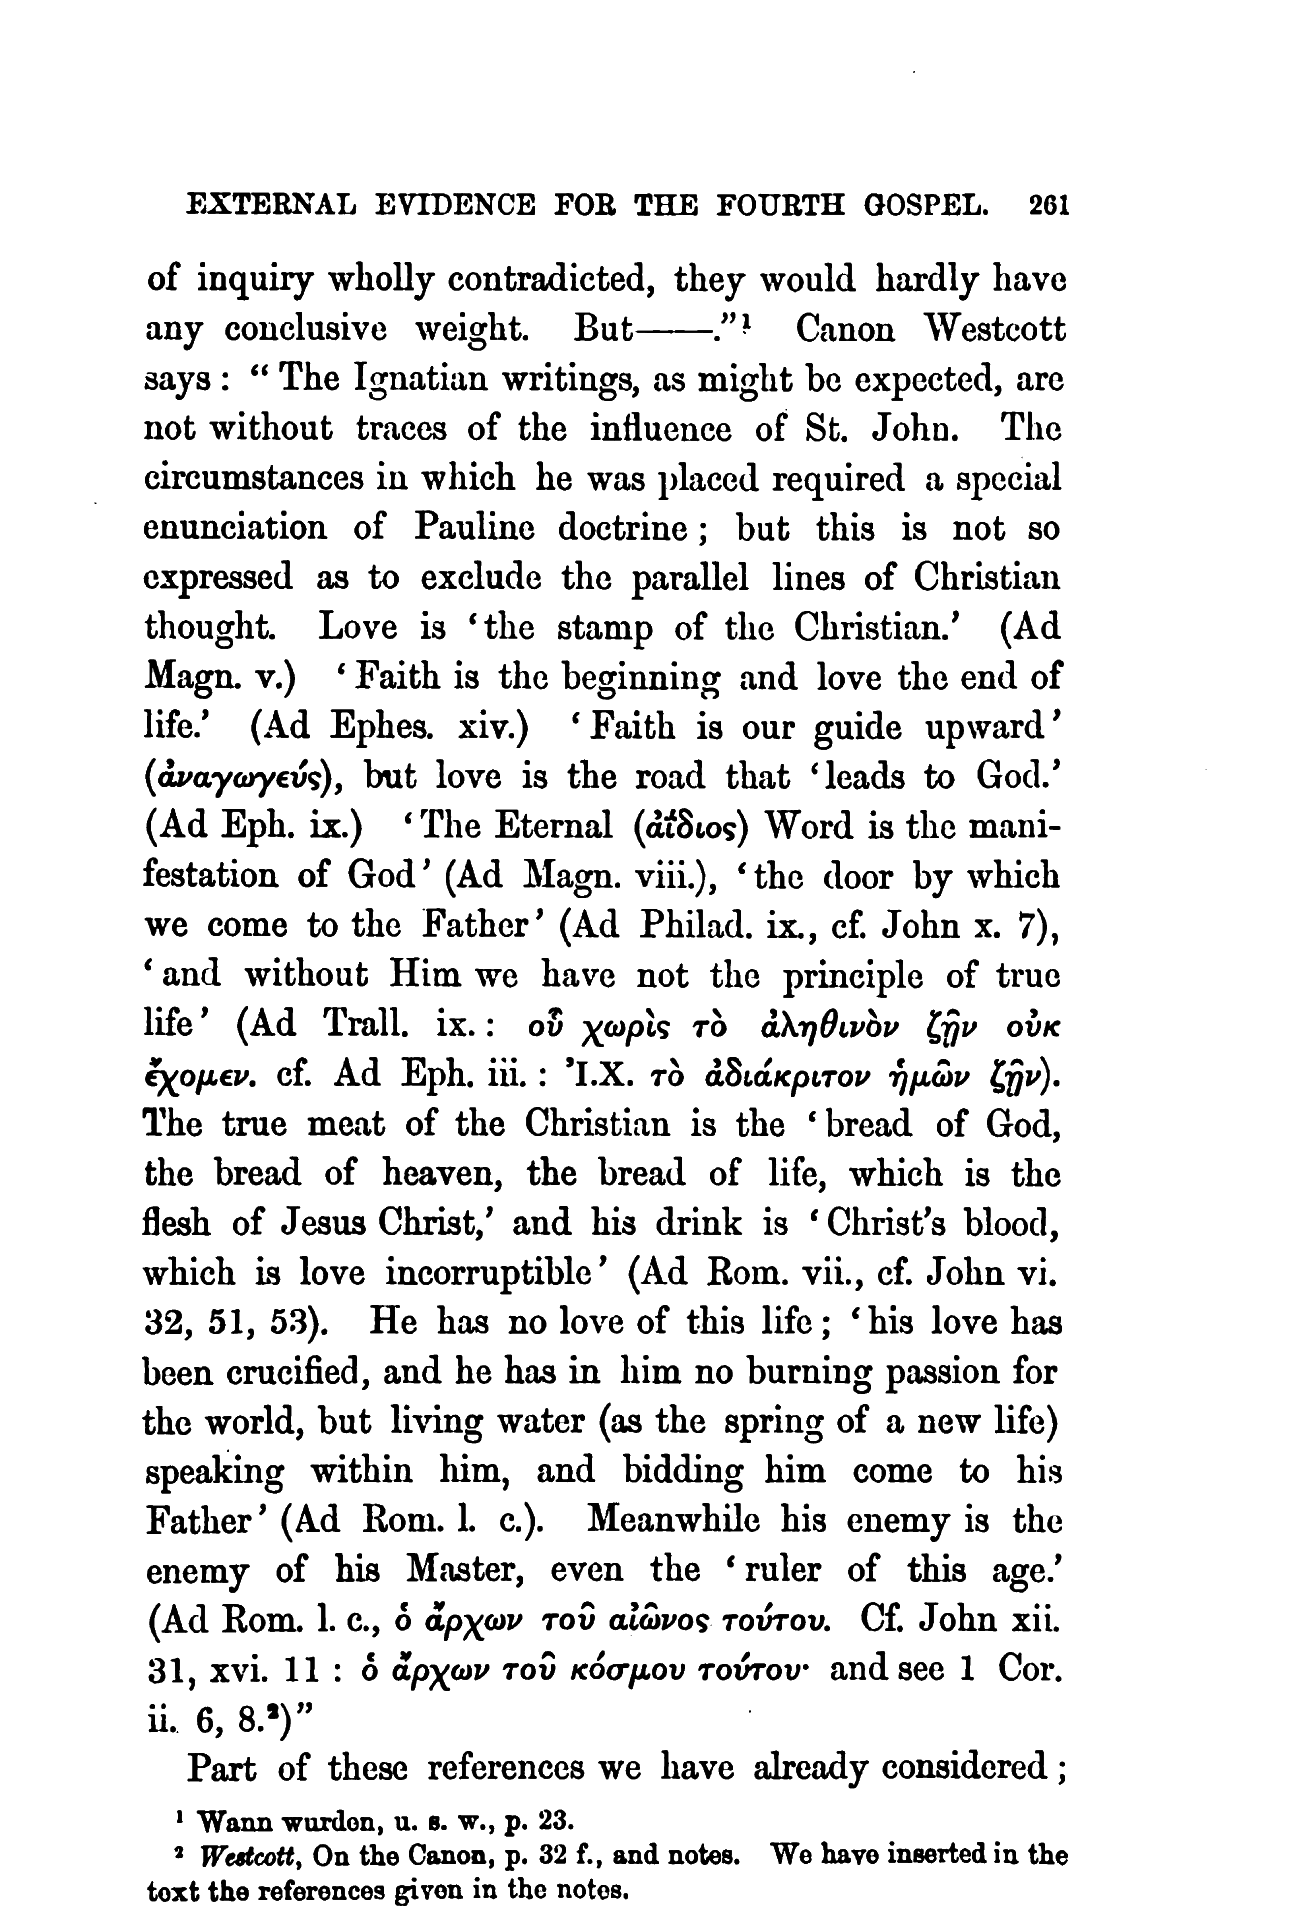 EXTERNAL EVIDENCE FOR THE FOURTH GOSPEL. 261
of inquiry wholly contradicted, they would hardly have
any conclusive weight. But——.”¹ Canon Westcott
says : “ The Ignatian writings, as might be expected, are
not without traces of the influence of St. John. The
circumstances in which he was placed required a special
enunciation of Pauline doctrine ; but this is not so
expressed as to exclude the parallel lines of Christian
thought. Love is ‘the stamp of the Christian.’ (Ad
Magn. v.) ‘ Faith is the beginning and love the end of
life.’ (Ad Ephes. xiv.) ‘ Faith is our guide upward’
(ἀναγωγεύς), but love is the road that ‘leads to God.’
(Ad Eph. ix.) ‘The Eternal (ἀΐδιος) Word is the mani-
festation of God’ (Ad Magn. viii.), ‘the door by which
we come to the Father’ (Ad Philad. ix., cf. John x. 7),
‘and without Him we have not the principle of true
life’ (Ad Trall. ix. : οὗ χωρὶς τὸ ἀληθινὸν ζῆν οὐκ
ἔχομεν. cf. Ad Eph. iii. : ’Ι.Χ. τὸ ἀδιάκριτον ἡμῶν ζῆν).
The true meat of the Christian is the ‘bread of God,
the bread of heaven, the bread of life, which is the
flesh of Jesus Christ,’ and his drink is ‘Christ’s blood,
which is love incorruptible’ (Ad Rom. vii., cf. John vi.
32, 51, 53). He has no love of this life ; ‘his love has
been crucified, and he has in him no burning passion for
the world, but living water (as the spring of a new life)
speaking within him, and bidding him come to his
Father’ (Ad Rom. l. c.). Meanwhile his enemy is the
enemy of his Master, even the ‘ruler of this age.’
(Ad Rom. l. c., ὁ ἄρχων τοῦ αἰῶνος τούτου. Cf. John xii.
31, xvi. 11 : ὁ ἄρχων τοῦ κόσμου τούτου· and see 1 Cor.
ii. 6, 8.²)”
Part of these references we have already considered ;
¹ Wann wurden, u. s. w., p. 23.
² Westcott, On the Canon, p. 32 f., and notes. We have inserted in the
text the references given in the notes.